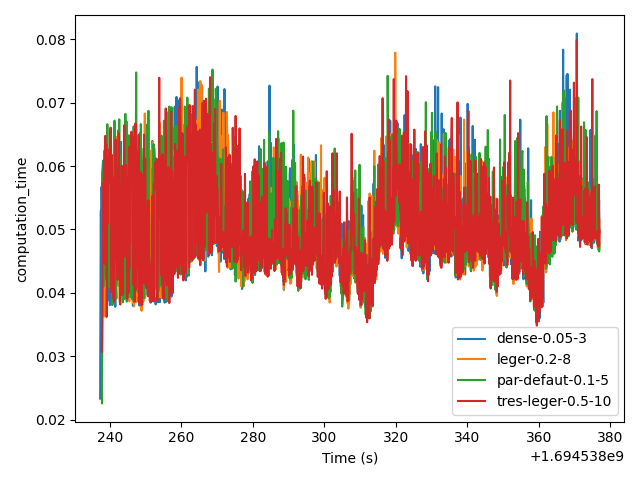 0.08
0.07
0.06
0.05
0.04
0.03
0.02
computation_time
240 260 280 300 320 340 360 380
Time (s)
+1.694538e9
dense-0.05-3
leger-0.2-8
par-defaut-0.1-5
tres-leger-0.5-10